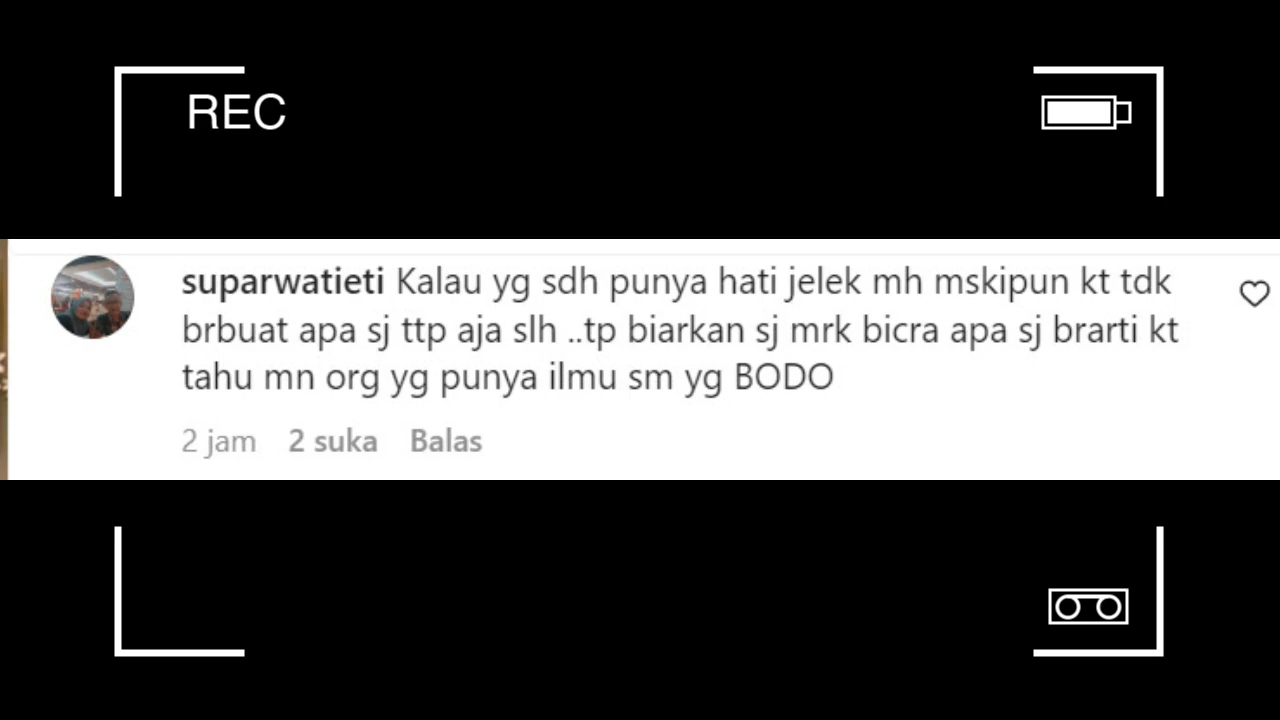 REC
suparwatieti Kalau yg sdh punya hati jelek mh mskipun kt tdk
brbuat apa sj ttp aja slh ..tp biarkan sj mrk bicra apa sj brarti kt
tahu mn org yg punya ilmu sm yg BODO
2 jam 2 suka Balas